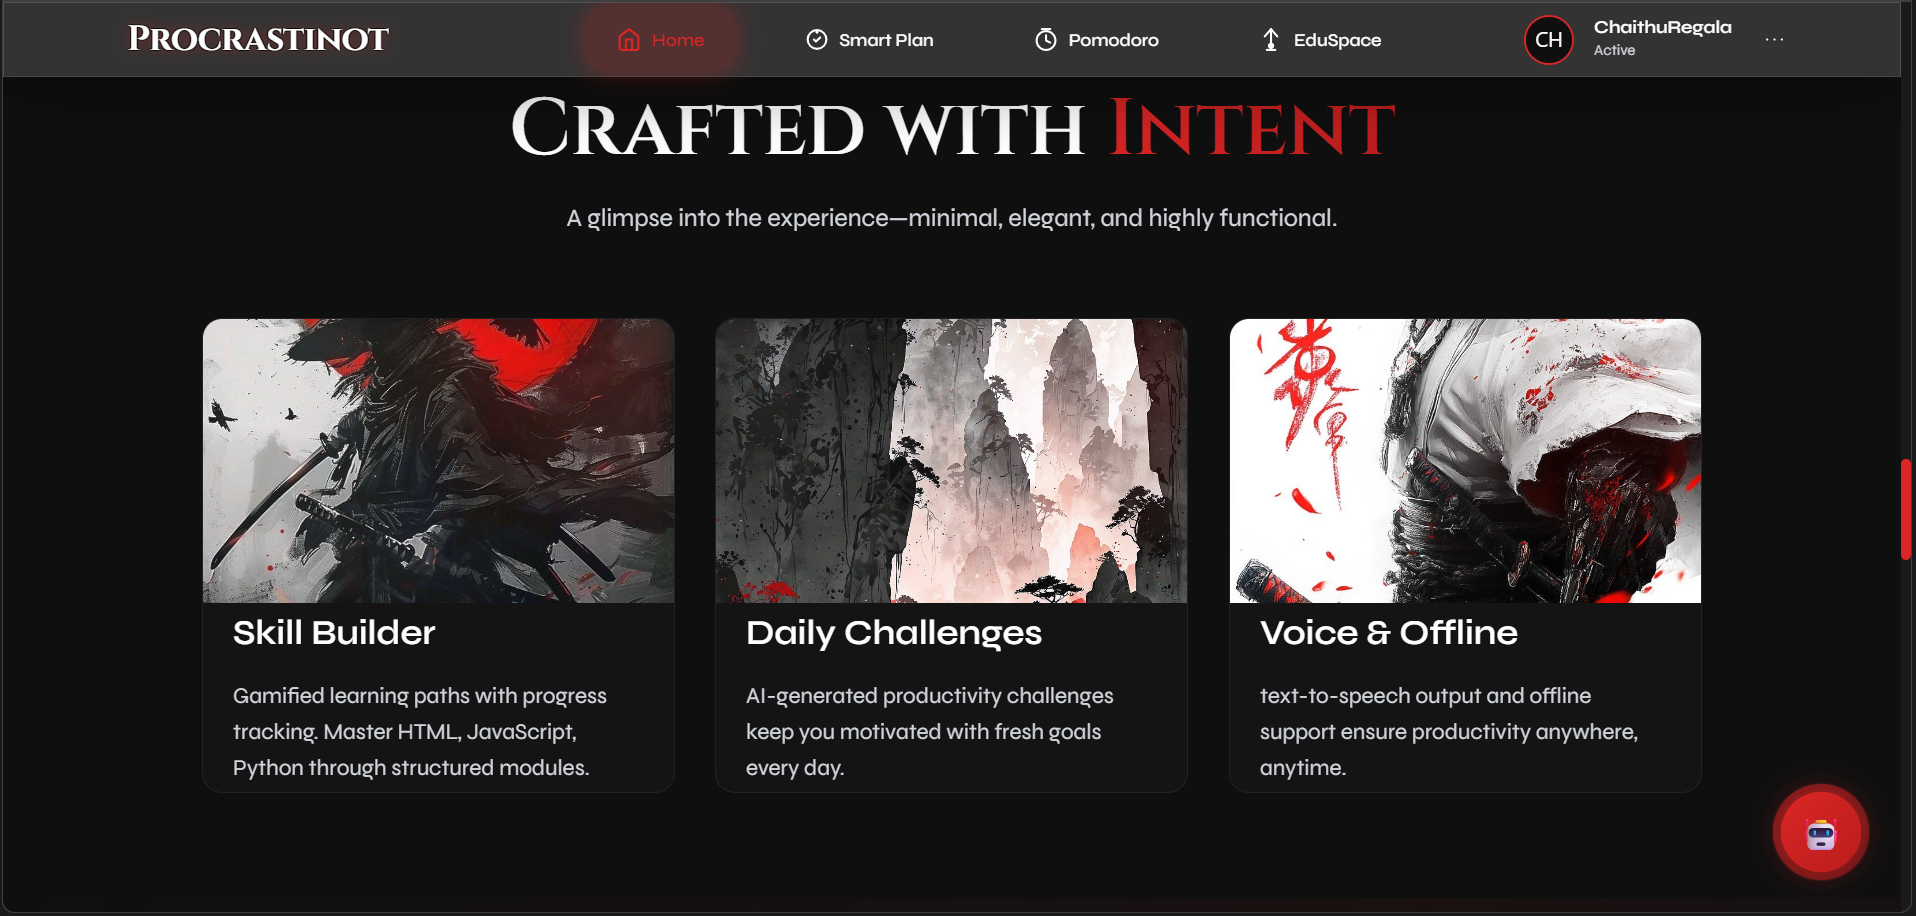 Procrastinot
Home
Smart Plan
Pomodoro
EduSpace
CH
ChaithuRegala
Active
...
Crafted with Intent
A glimpse into the experience—minimal, elegant, and highly functional.
Skill Builder
Gamified learning paths with progress
tracking. Master HTML, JavaScript,
Python through structured modules.
Daily Challenges
AI-generated productivity challenges
keep you motivated with fresh goals
every day.
Voice & Offline
text-to-speech output and offline
support ensure productivity anywhere,
anytime.